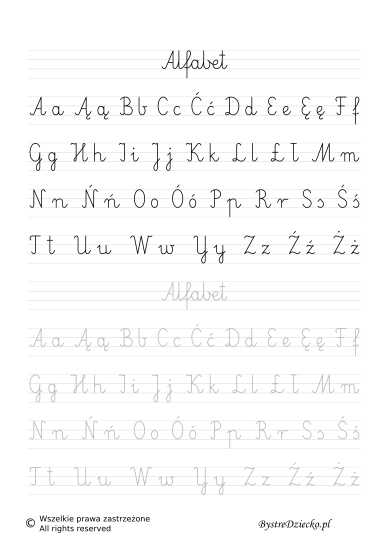 Alfabet
A a Ą ą B b C c Ć ć D d E e Ę ę F f
G g H h I i J j K k L l Ł ł M m
N n Ń ń O o Ó ó P p R r S s Ś ś
T t U u W w Y y Z z Ź ź Ż ż
Alfabet
A a Ą ą B b C c Ć ć D d E e Ę ę F f
G g H h I i J j K k L l Ł ł M m
N n Ń ń O o Ó ó P p R r S s Ś ś
T t U u W w Y y Z z Ź ź Ż ż
© Wszelkie prawa zastrzeżone
All rights reserved
BystreDziecko.pl